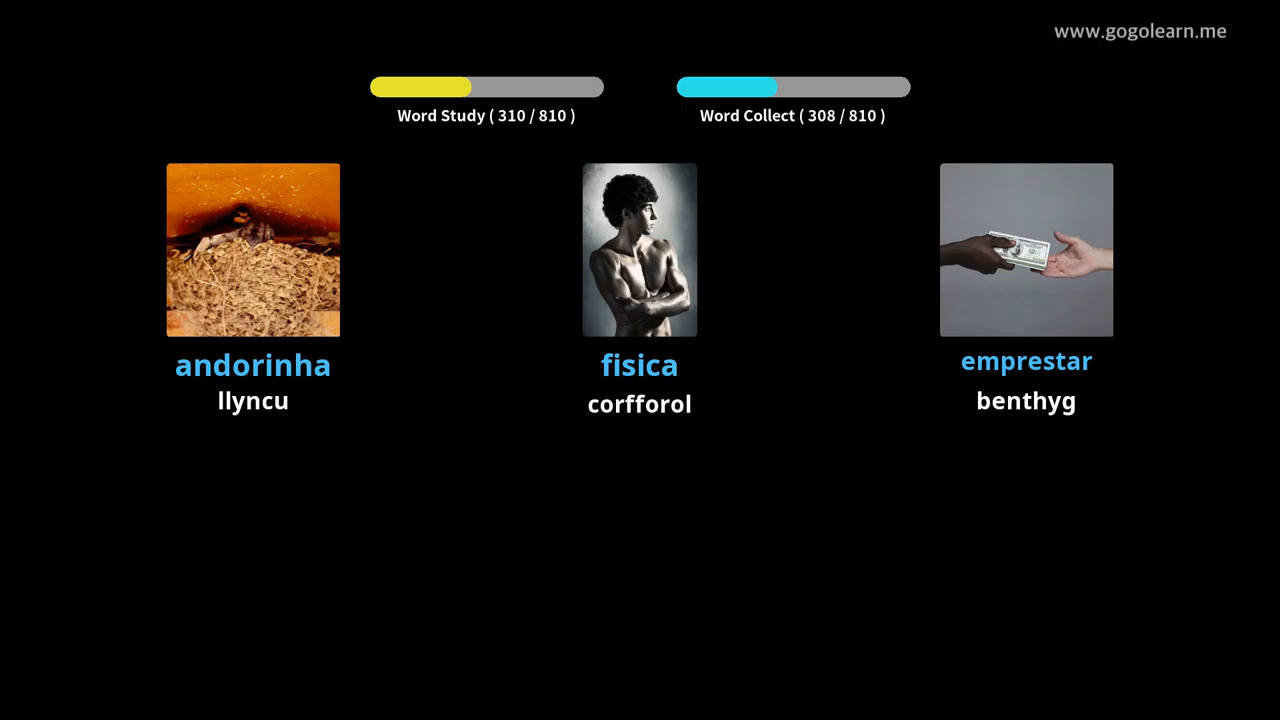 www.gogolearn.me
Word Study ( 310 / 810 )
Word Collect ( 308 / 810 )
andorinha
llyncu
fisica
corfforol
emprestar
benthyg